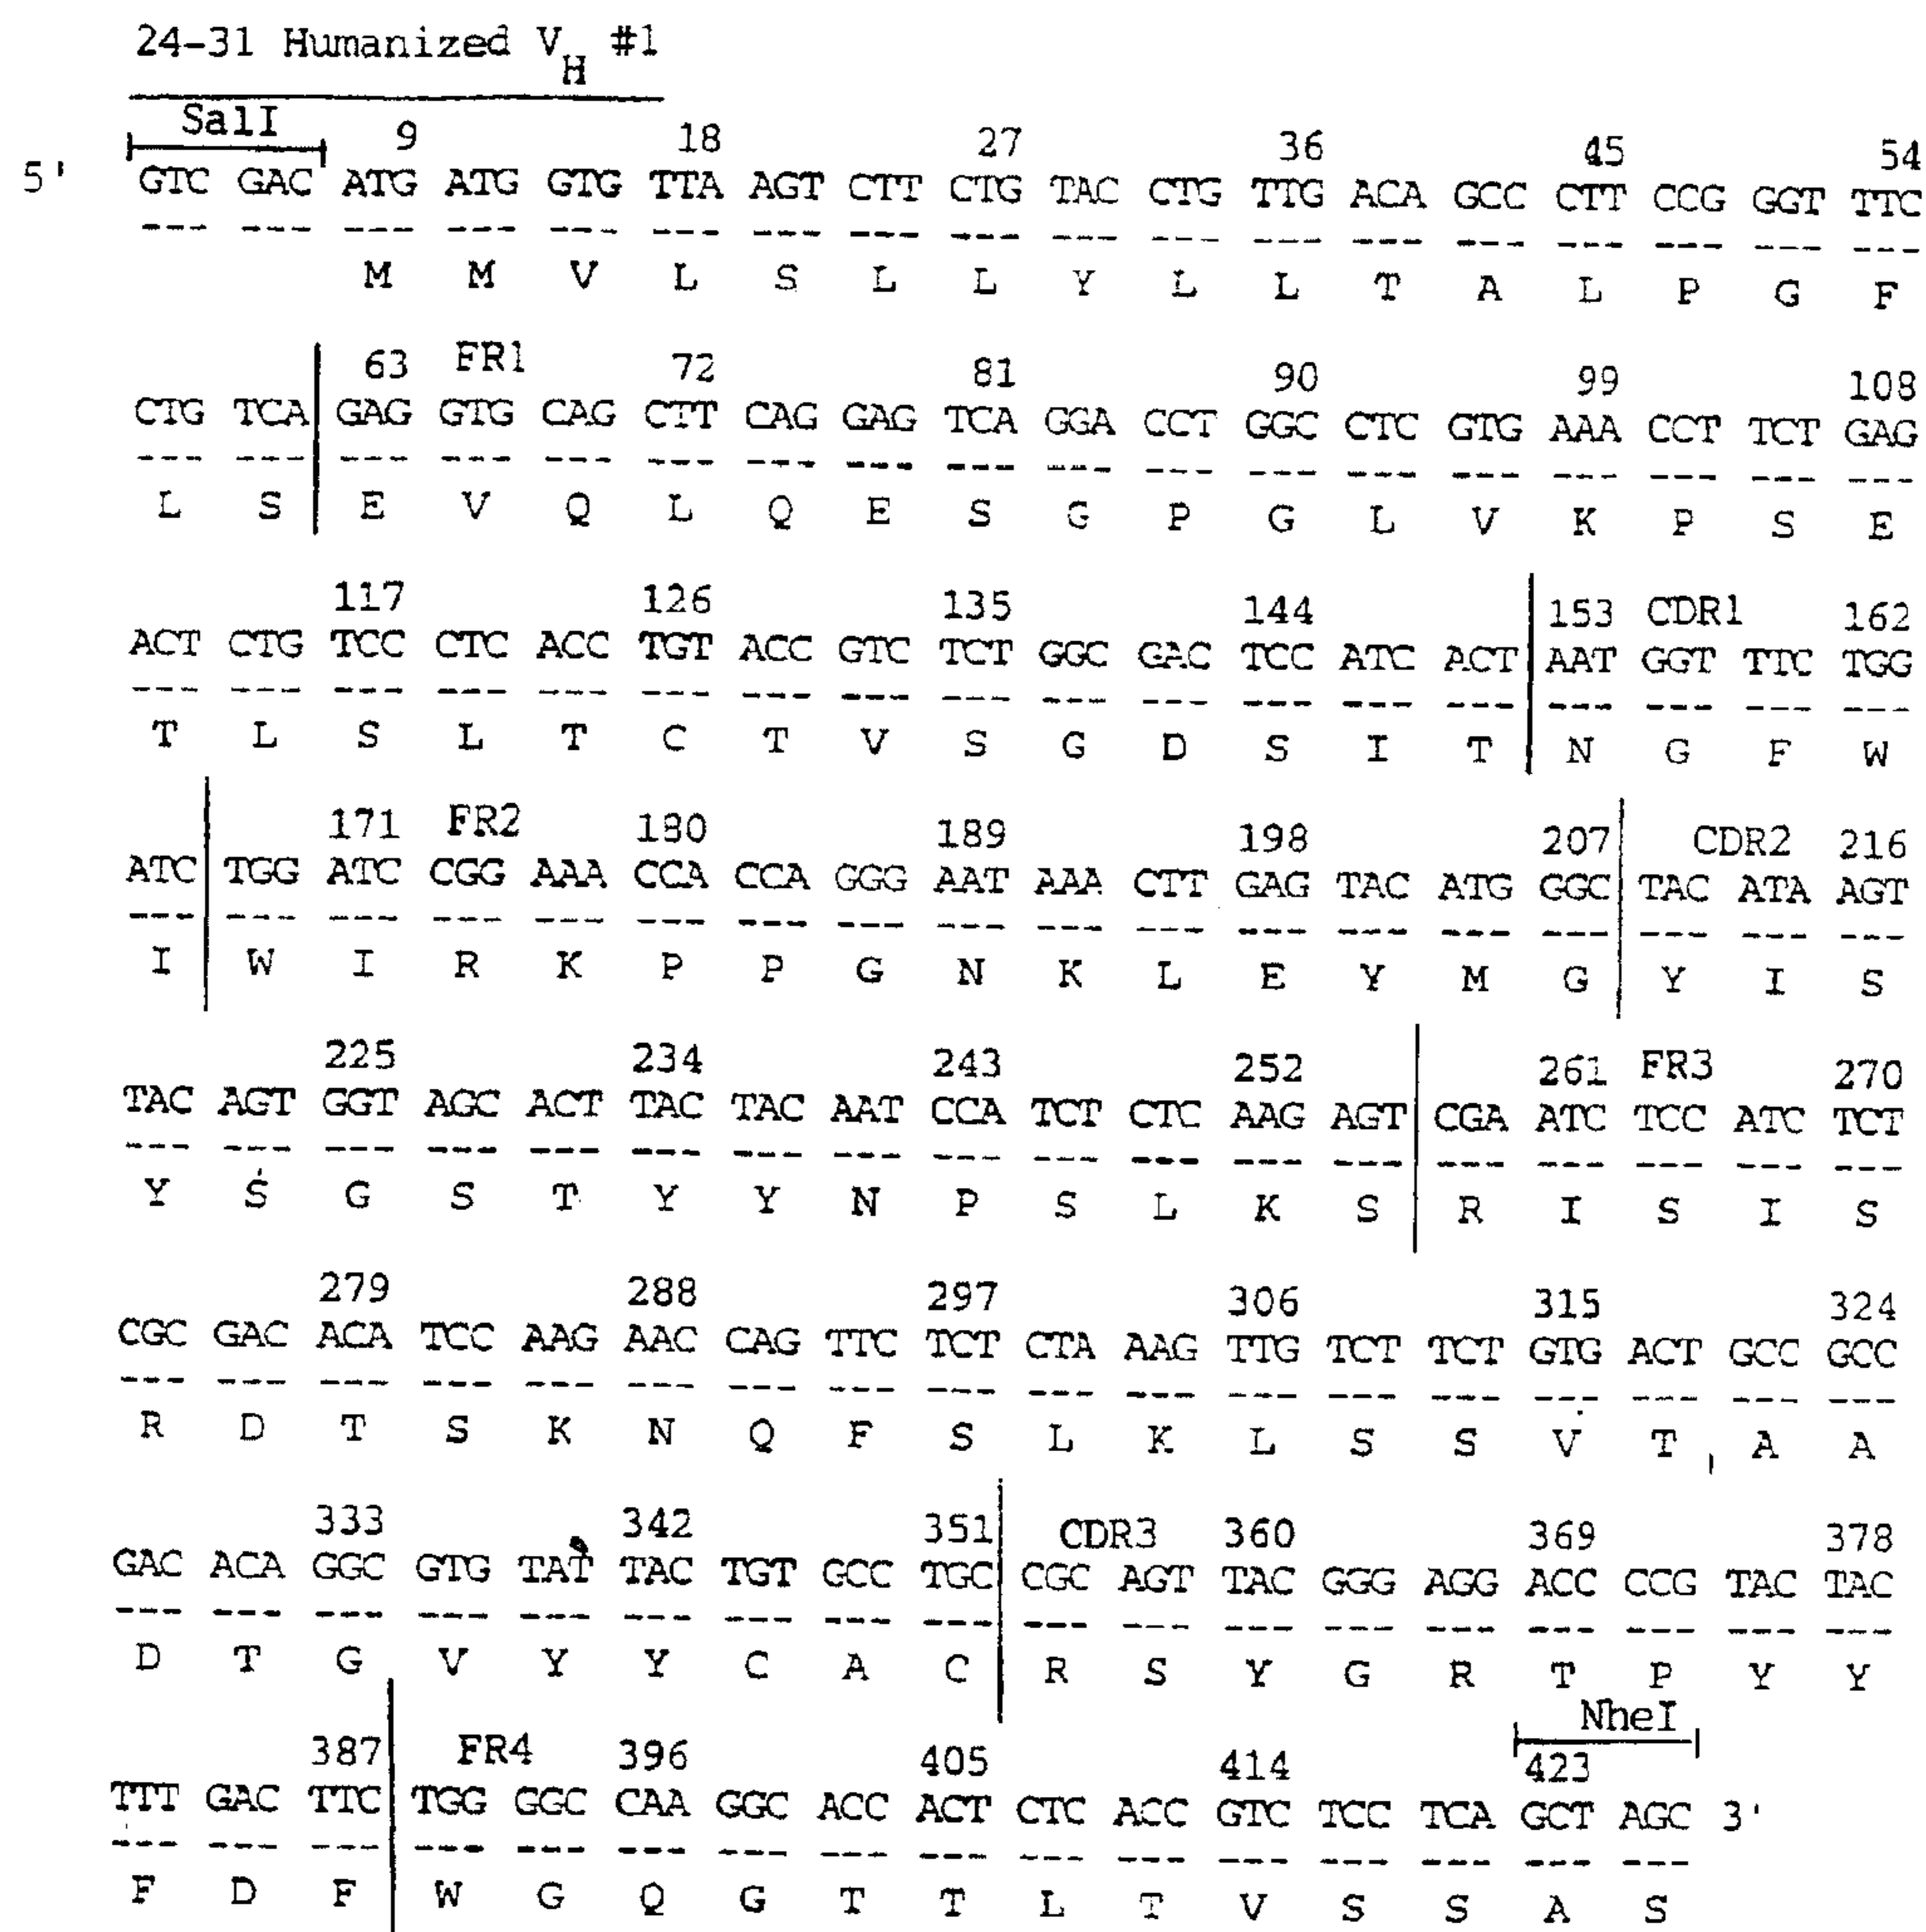 24-31 Humanized V
H
#1
SalI 9 18 27 36 45 54
5' GTC GAC ATG ATG GTG TTA AGT CTT CTG TAC CTG TTG ACA GCC CTT CCG GGT TTC
--- --- --- --- --- --- --- --- --- --- --- --- --- --- --- --- --- ---
M M V L S L L Y L L T A L P G F
63 FR1 72 81 90 99 108
CTG TCA GAG GTG CAG CTT CAG GAG TCA GGA CCT GGC CTC GTG AAA CCT TCT GAG
--- --- --- --- --- --- --- --- --- --- --- --- --- --- --- --- --- ---
L S E V Q L Q E S G P G L V K P S E
117 126 135 144 153 CDR1 162
ACT CTG TCC CTC ACC TGT ACC GTC TCT GGC GAC TCC ATC ACT AAT GGT TTC TGG
--- --- --- --- --- --- --- --- --- --- --- --- --- --- --- --- --- ---
T L S L T C T V S G D S I T N G F W
171 FR2 180 189 198 207 CDR2 216
ATC TGG ATC CGG AAA CCA CCA GGG AAT AAA CTT GAG TAC ATG GGC TAC ATA AGT
--- --- --- --- --- --- --- --- --- --- --- --- --- --- --- --- --- ---
I W I R K P P G N K L E Y M G Y I S
225 234 243 252 261 FR3 270
TAC AGT GGT AGC ACT TAC TAC AAT CCA TCT CTC AAG AGT CGA ATC TCC ATC TCT
--- --- --- --- --- --- --- --- --- --- --- --- --- --- --- --- --- ---
Y S G S T Y Y N P S L K S R I S I S
279 288 297 306 315 324
CGC GAC ACA TCC AAG AAC CAG TTC TCT CTA AAG TTG TCT TCT GTG ACT GCC GCC
--- --- --- --- --- --- --- --- --- --- --- --- --- --- --- --- --- ---
R D T S K N Q F S L K L S S V T A A
333 342 351 CDR3 360 369 378
GAC ACA GGC GTG TAT TAC TGT GCC TGC CGC AGT TAC GGG AGG ACC CCG TAC TAC
--- --- --- --- --- --- --- --- --- --- --- --- --- --- --- --- --- ---
D T G V Y Y C A C R S Y G R T P Y Y
NheI
387 FR4 396 405 414 423
TTT GAC TTC TGG GGC CAA GGC ACC ACT CTC ACC GTC TCC TCA GCT AGC 3'
--- --- --- --- --- --- --- --- --- --- --- --- --- --- --- ---
F D F W G Q G T T L T V S S A S